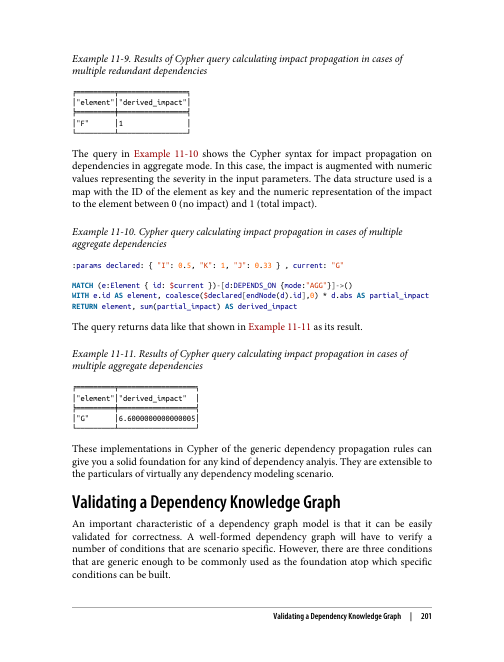 Example 11-9. Results of Cypher query calculating impact propagation in cases of
multiple redundant dependencies
╒═════════╤════════════════╕
│"element"│"derived_impact"│
╞═════════╪════════════════╡
│"F"      │1               │
└─────────┴────────────────┘
The query in Example 11-10 shows the Cypher syntax for impact propagation on
dependencies in aggregate mode. In this case, the impact is augmented with numeric
values representing the severity in the input parameters. The data structure used is a
map with the ID of the element as key and the numeric representation of the impact
to the element between 0 (no impact) and 1 (total impact).
Example 11-10. Cypher query calculating impact propagation in cases of multiple
aggregate dependencies
:params declared: { "I": 0.5, "K": 1, "J": 0.33 } , current: "G"
MATCH (e:Element { id: $current })-[d:DEPENDS_ON {mode:"AGG"}]->()
WITH e.id AS element, coalesce($declared[endNode(d).id],0) * d.abs AS partial_impact
RETURN element, sum(partial_impact) AS derived_impact
The query returns data like that shown in Example 11-11 as its result.
Example 11-11. Results of Cypher query calculating impact propagation in cases of
multiple aggregate dependencies
╒═════════╤══════════════════╕
│"element"│"derived_impact"  │
╞═════════╪══════════════════╡
│"G"      │6.6000000000000005│
└─────────┴──────────────────┘
These implementations in Cypher of the generic dependency propagation rules can
give you a solid foundation for any kind of dependency analyis. They are extensible to
the particulars of virtually any dependency modeling scenario.
Validating a Dependency Knowledge Graph
An important characteristic of a dependency graph model is that it can be easily
validated for correctness. A well-formed dependency graph will have to verify a
number of conditions that are scenario specific. However, there are three conditions
that are generic enough to be commonly used as the foundation atop which specific
conditions can be built.
Validating a Dependency Knowledge Graph | 201